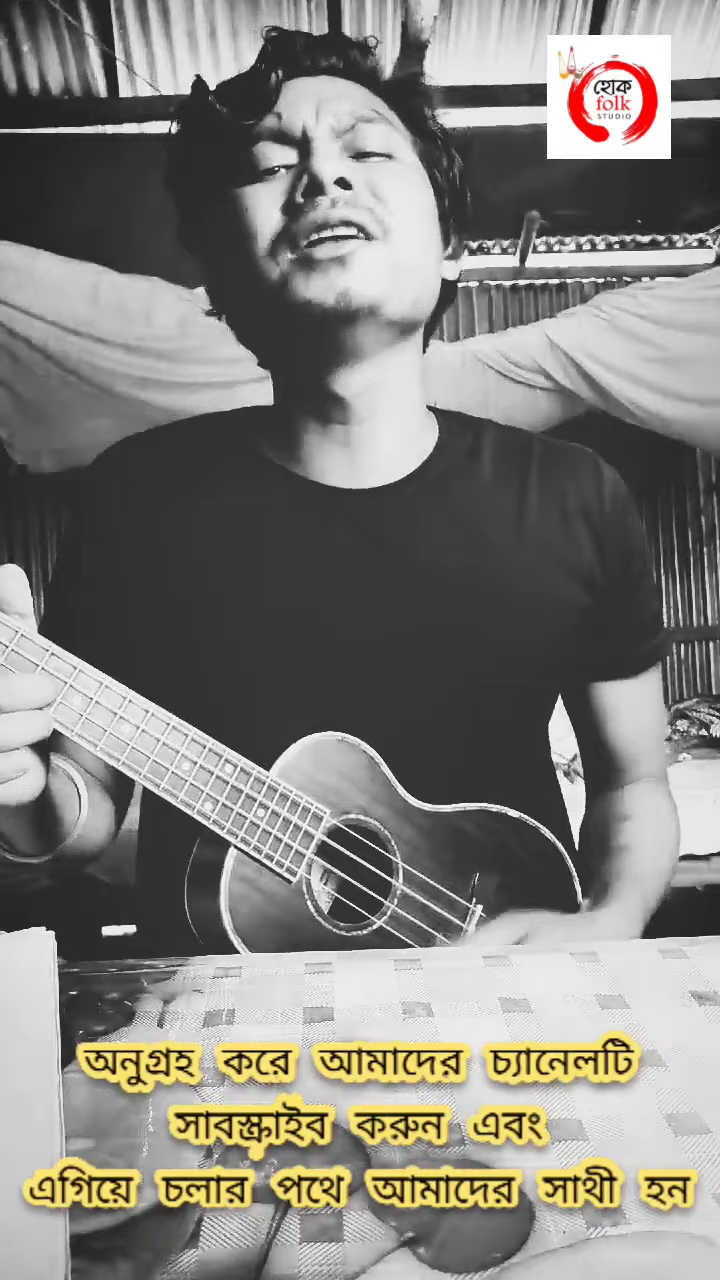 হোক
folk
STUDIO
অনুগ্রহ করে আমাদের চ্যানেলটি
সাবস্ক্রাইব করুন এবং
এগিয়ে চলার পথে আমাদের সাথী হন